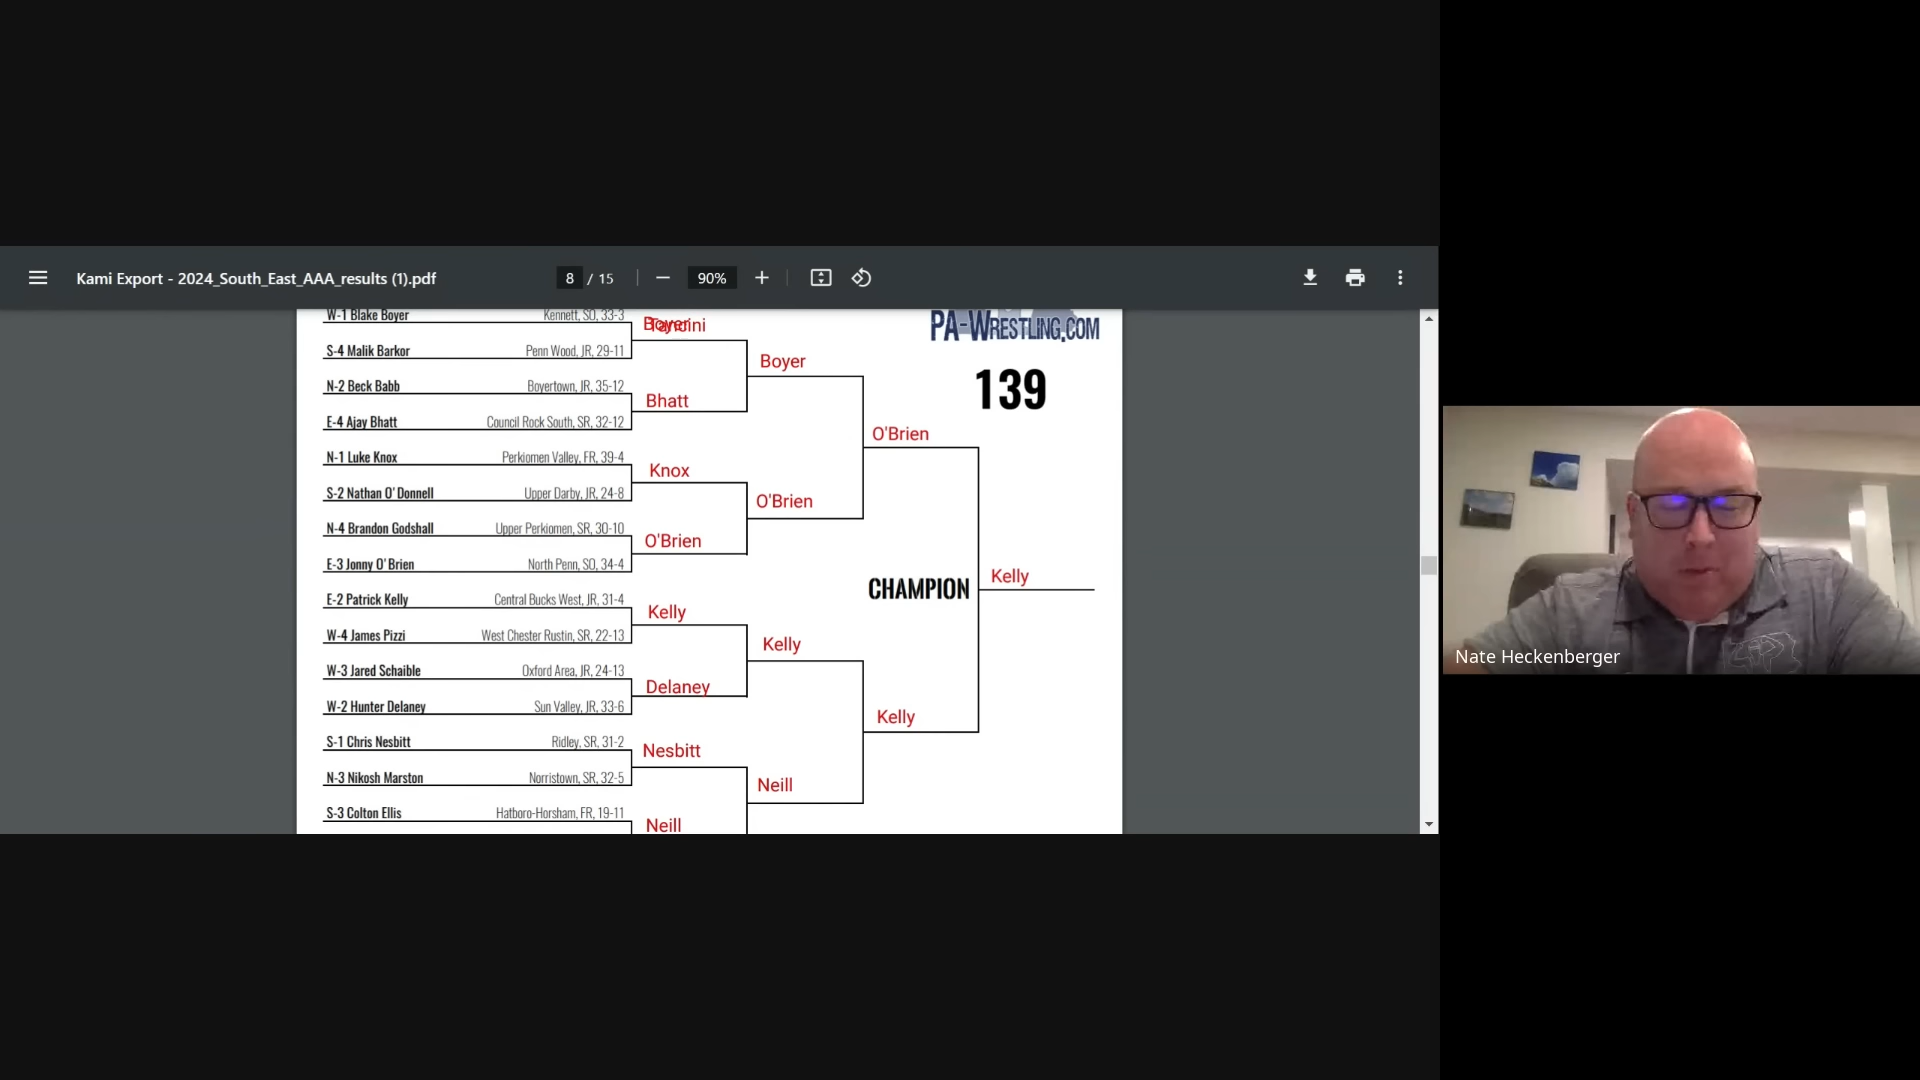 Kami Export - 2024_South_East_AAA_results (1).pdf
8 / 15
90%
W-1 Blake Boyer Kennett, SO, 33-3
Boyer
Tancini
PA-WRESTLING.COM
S-4 Malik Barkor Penn Wood, JR, 29-11
Boyer
139
N-2 Beck Babb Boyertown, JR, 35-12
Bhatt
E-4 Ajay Bhatt Council Rock South, SR, 32-12
O'Brien
N-1 Luke Knox Perkiomen Valley, FR, 39-4
Knox
S-2 Nathan O'Donnell Upper Darby, JR, 24-8
O'Brien
N-4 Brandon Godshall Upper Perkiomen, SR, 30-10
O'Brien
E-3 Jonny O'Brien North Penn, SO, 34-4
CHAMPION
Kelly
E-2 Patrick Kelly Central Bucks West, JR, 31-4
Kelly
W-4 James Pizzi West Chester Rustin, SR, 22-13
Kelly
W-3 Jared Schaible Oxford Area, JR, 24-13
Delaney
W-2 Hunter Delaney Sun Valley, JR, 33-6
Kelly
S-1 Chris Nesbitt Ridley, SR, 31-2
Nesbitt
N-3 Nikosh Marston Norristown, SR, 32-5
Neill
S-3 Colton Ellis Hatboro-Horsham, FR, 19-11
Neill
Nate Heckenberger